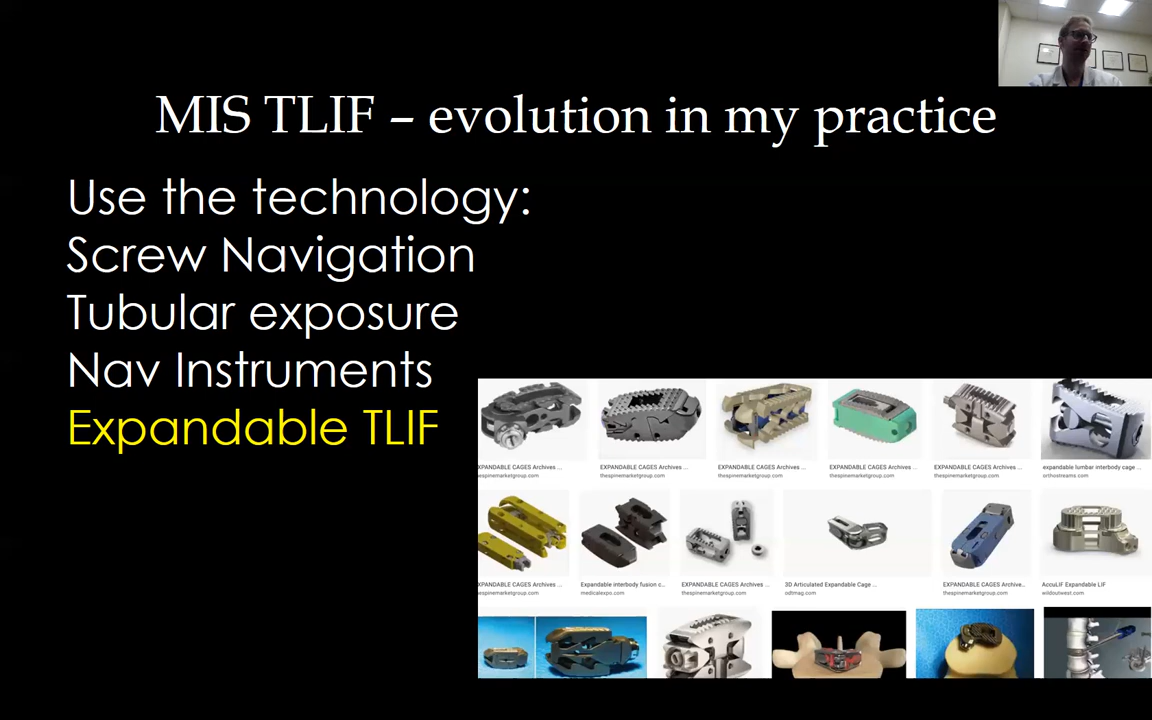 MIS TLIF – evolution in my practice
Use the technology:
Screw Navigation
Tubular exposure
Nav Instruments
Expandable TLIF
EXPANDABLE CAGES Archives ... EXPANDABLE CAGES Archives ... EXPANDABLE CAGES Archives ... EXPANDABLE CAGES Archives ... EXPANDABLE CAGES Archives ... expandable lumbar interbody cage ...
thespinemarketgroup.com thespinemarketgroup.com thespinemarketgroup.com thespinemarketgroup.com thespinemarketgroup.com orthostreams.com
EXPANDABLE CAGES Archives ... Expandable interbody fusion c... EXPANDABLE CAGES Archives ... 3D Articulated Expandable Cage ... EXPANDABLE CAGES Archive... AccuLIF Expandable LIF
thespinemarketgroup.com medicalexpo.com thespinemarketgroup.com odtmag.com thespinemarketgroup.com wildoutwest.com